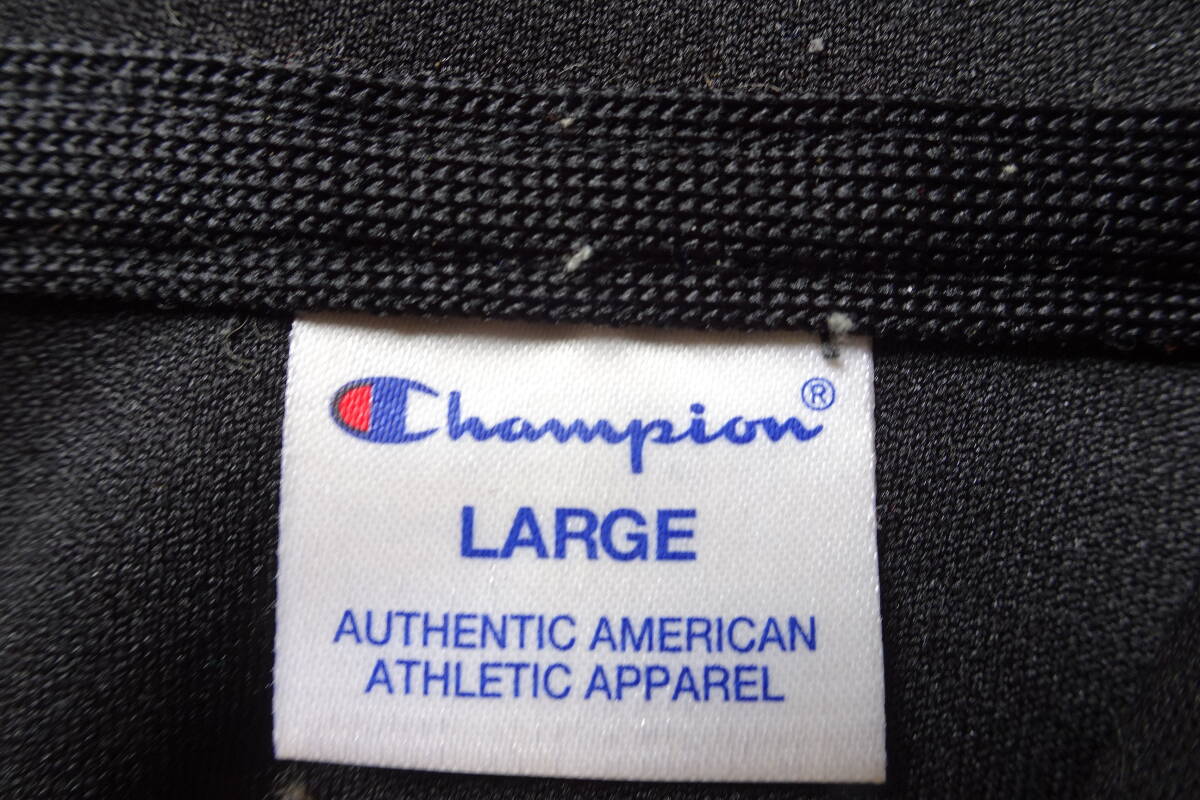 Champion®
LARGE
AUTHENTIC AMERICAN
ATHLETIC APPAREL